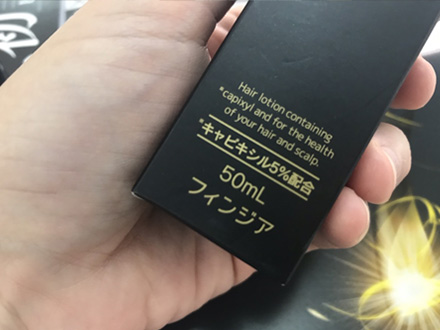 Hair lotion containing
*capixyl and for the health
of your hair and scalp.
*キャピキシル5%配合
50mL
フィンジア